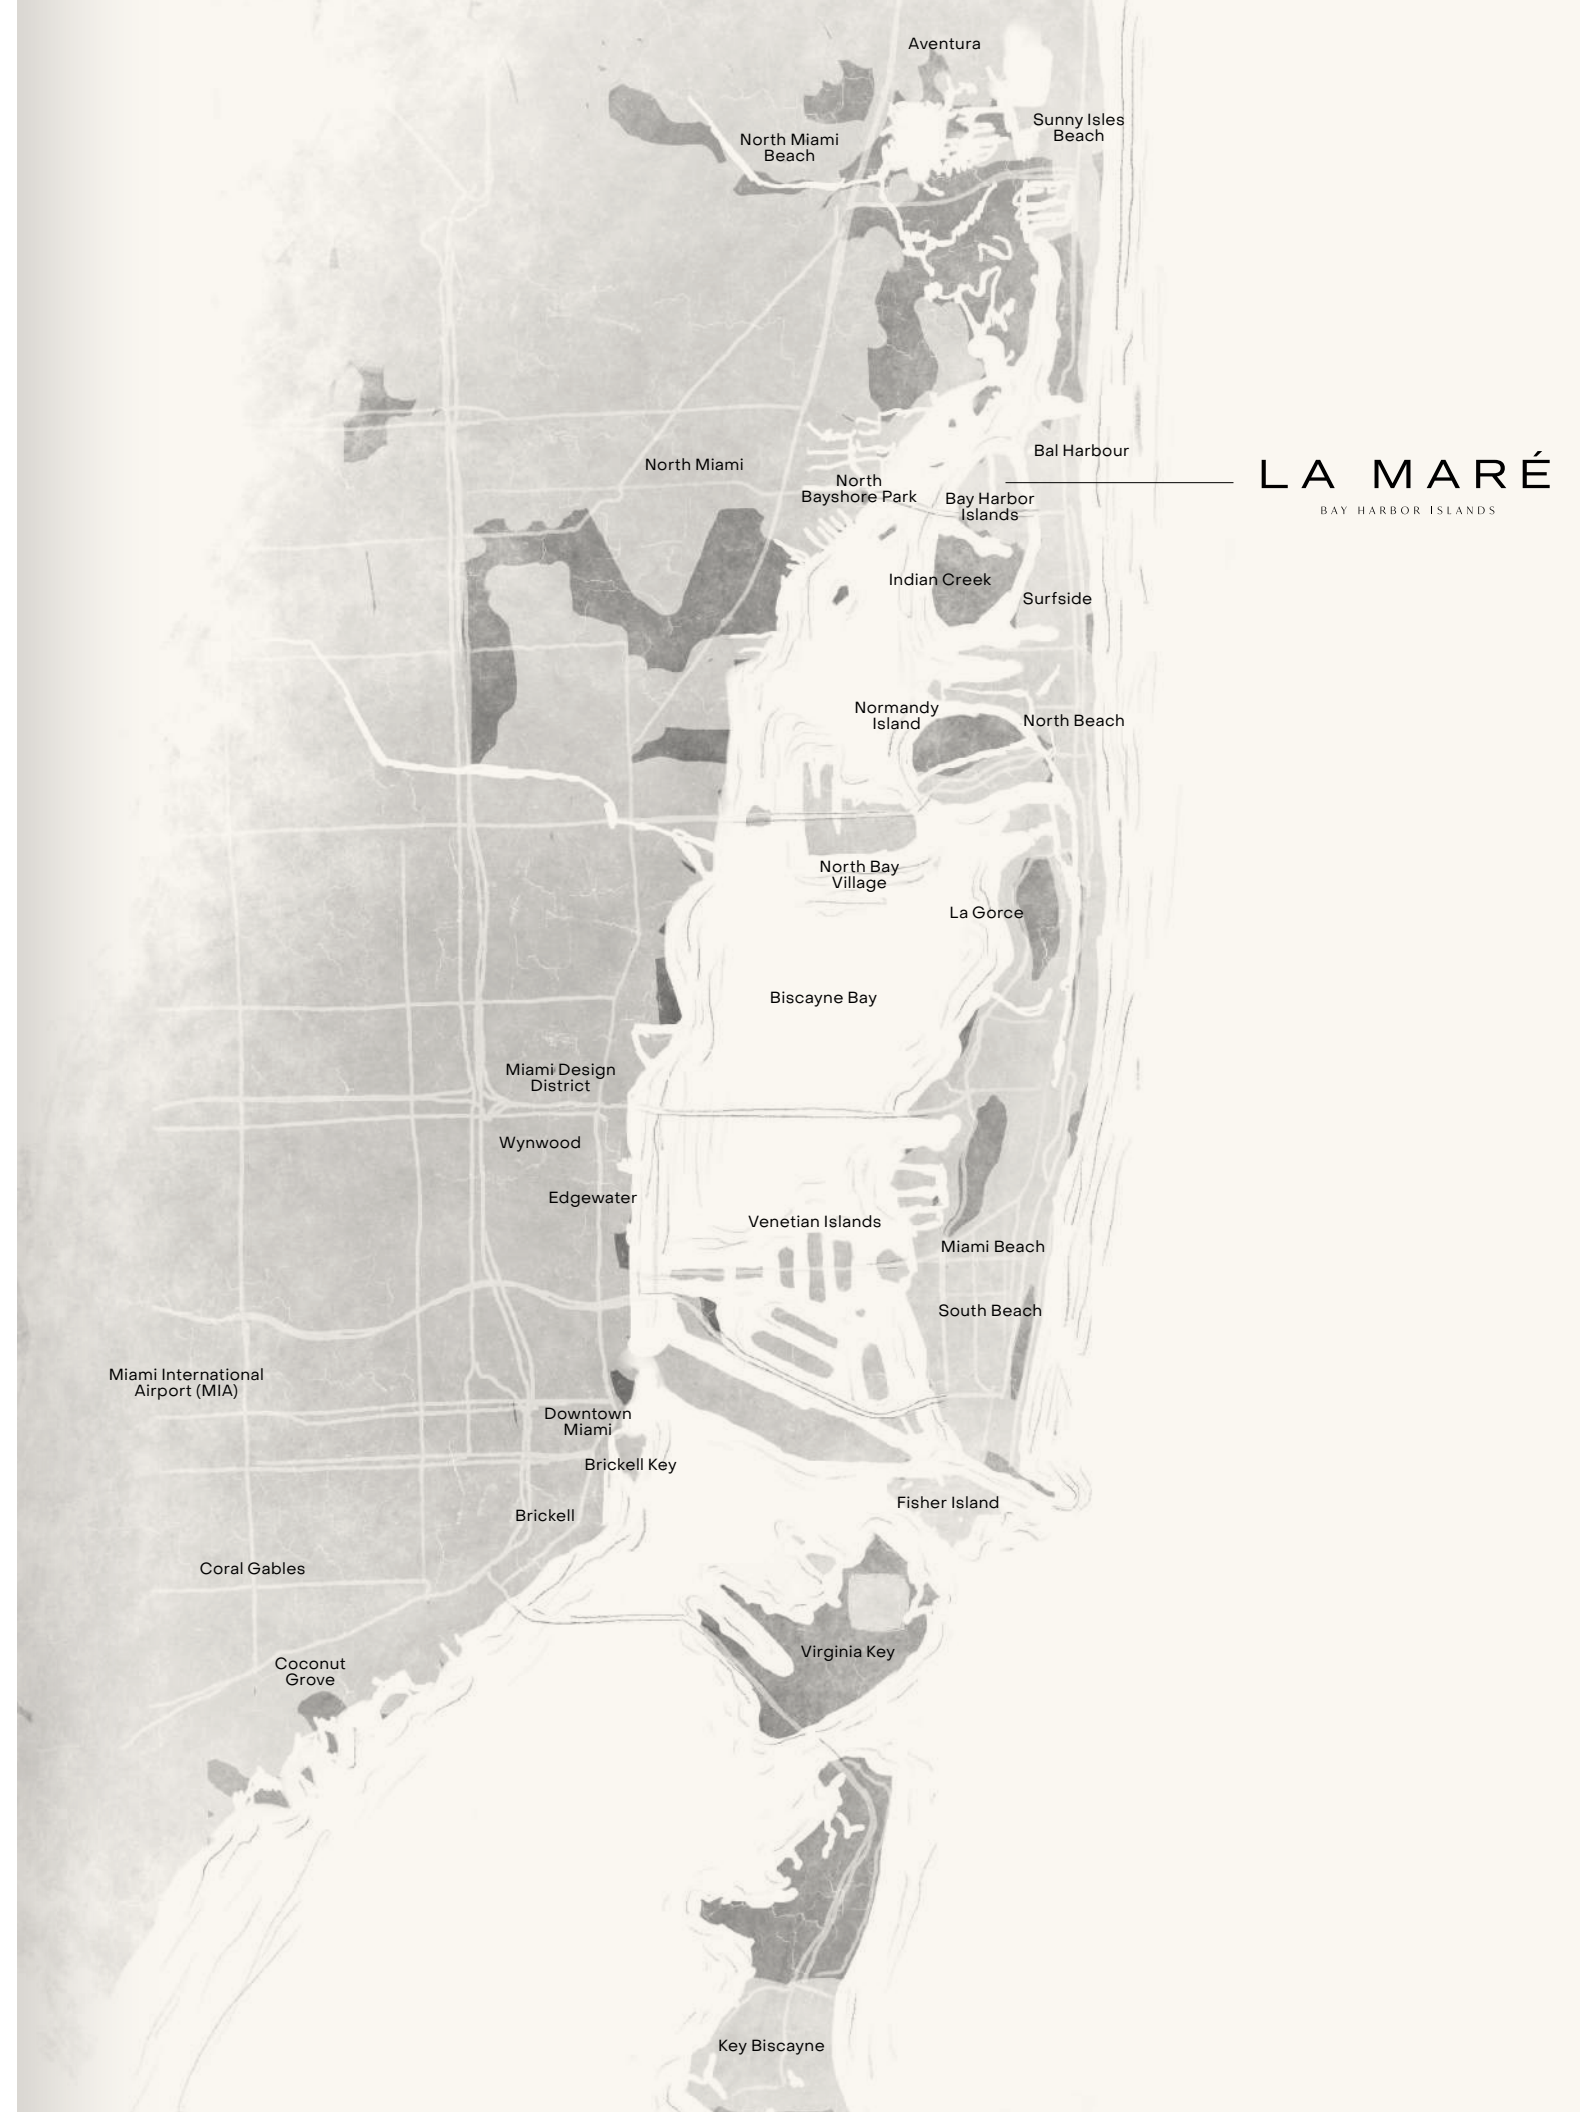 Aventura
Sunny Isles
Beach
North Miami
Beach
Bal Harbour
North Miami
LA MARÉ
BAY HARBOR ISLANDS
North
Bayshore Park
Bay Harbor
Islands
Indian Creek
Surfside
Normandy
Island
North Beach
North Bay
Village
La Gorce
Biscayne Bay
Miami Design
District
Wynwood
Edgewater
Venetian Islands
Miami Beach
South Beach
Miami International
Airport (MIA)
Downtown
Miami
Brickell Key
Fisher Island
Brickell
Coral Gables
Virginia Key
Coconut
Grove
Key Biscayne